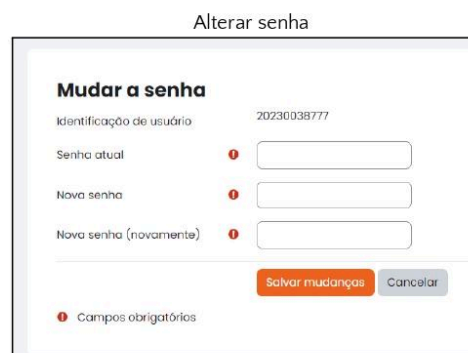 Alterar senha
Mudar a senha
Identificação de usuário 20230038777
Senha atual
Nova senha
Nova senha (novamente)
Salvar mudanças Cancelar
Campos obrigatórios